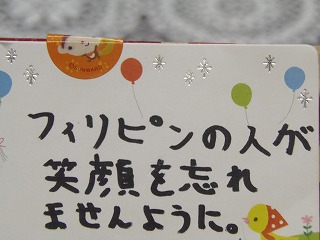 フィリピンの人が
笑顔を忘れ
ませんように。